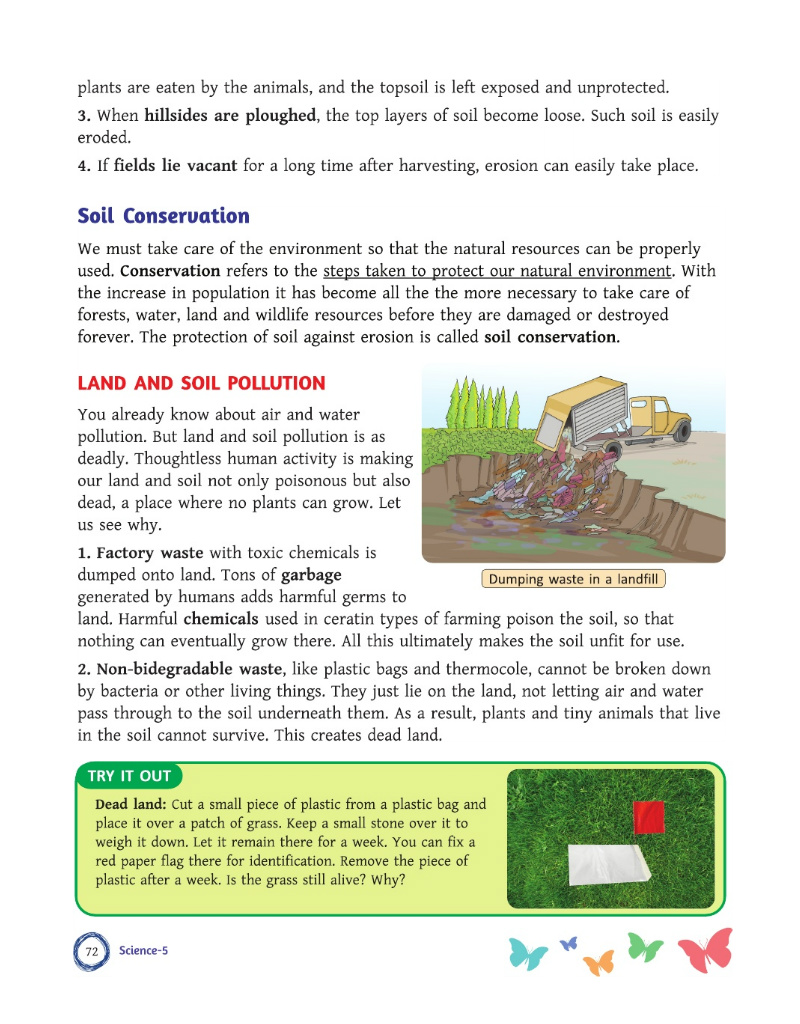 plants are eaten by the animals, and the topsoil is left exposed and unprotected.
3. When hillsides are ploughed, the top layers of soil become loose. Such soil is easily
eroded.
4. If fields lie vacant for a long time after harvesting, erosion can easily take place.
Soil Conservation
We must take care of the environment so that the natural resources can be properly
used. Conservation refers to the steps taken to protect our natural environment. With
the increase in population it has become all the the more necessary to take care of
forests, water, land and wildlife resources before they are damaged or destroyed
forever. The protection of soil against erosion is called soil conservation.
LAND AND SOIL POLLUTION
You already know about air and water
pollution. But land and soil pollution is as
deadly. Thoughtless human activity is making
our land and soil not only poisonous but also
dead, a place where no plants can grow. Let
us see why.
1. Factory waste with toxic chemicals is
dumped onto land. Tons of garbage
generated by humans adds harmful germs to
land. Harmful chemicals used in ceratin types of farming poison the soil, so that
nothing can eventually grow there. All this ultimately makes the soil unfit for use.
Dumping waste in a landfill
2. Non-bidegradable waste, like plastic bags and thermocole, cannot be broken down
by bacteria or other living things. They just lie on the land, not letting air and water
pass through to the soil underneath them. As a result, plants and tiny animals that live
in the soil cannot survive. This creates dead land.
TRY IT OUT
Dead land: Cut a small piece of plastic from a plastic bag and
place it over a patch of grass. Keep a small stone over it to
weigh it down. Let it remain there for a week. You can fix a
red paper flag there for identification. Remove the piece of
plastic after a week. Is the grass still alive? Why?
72
Science-5